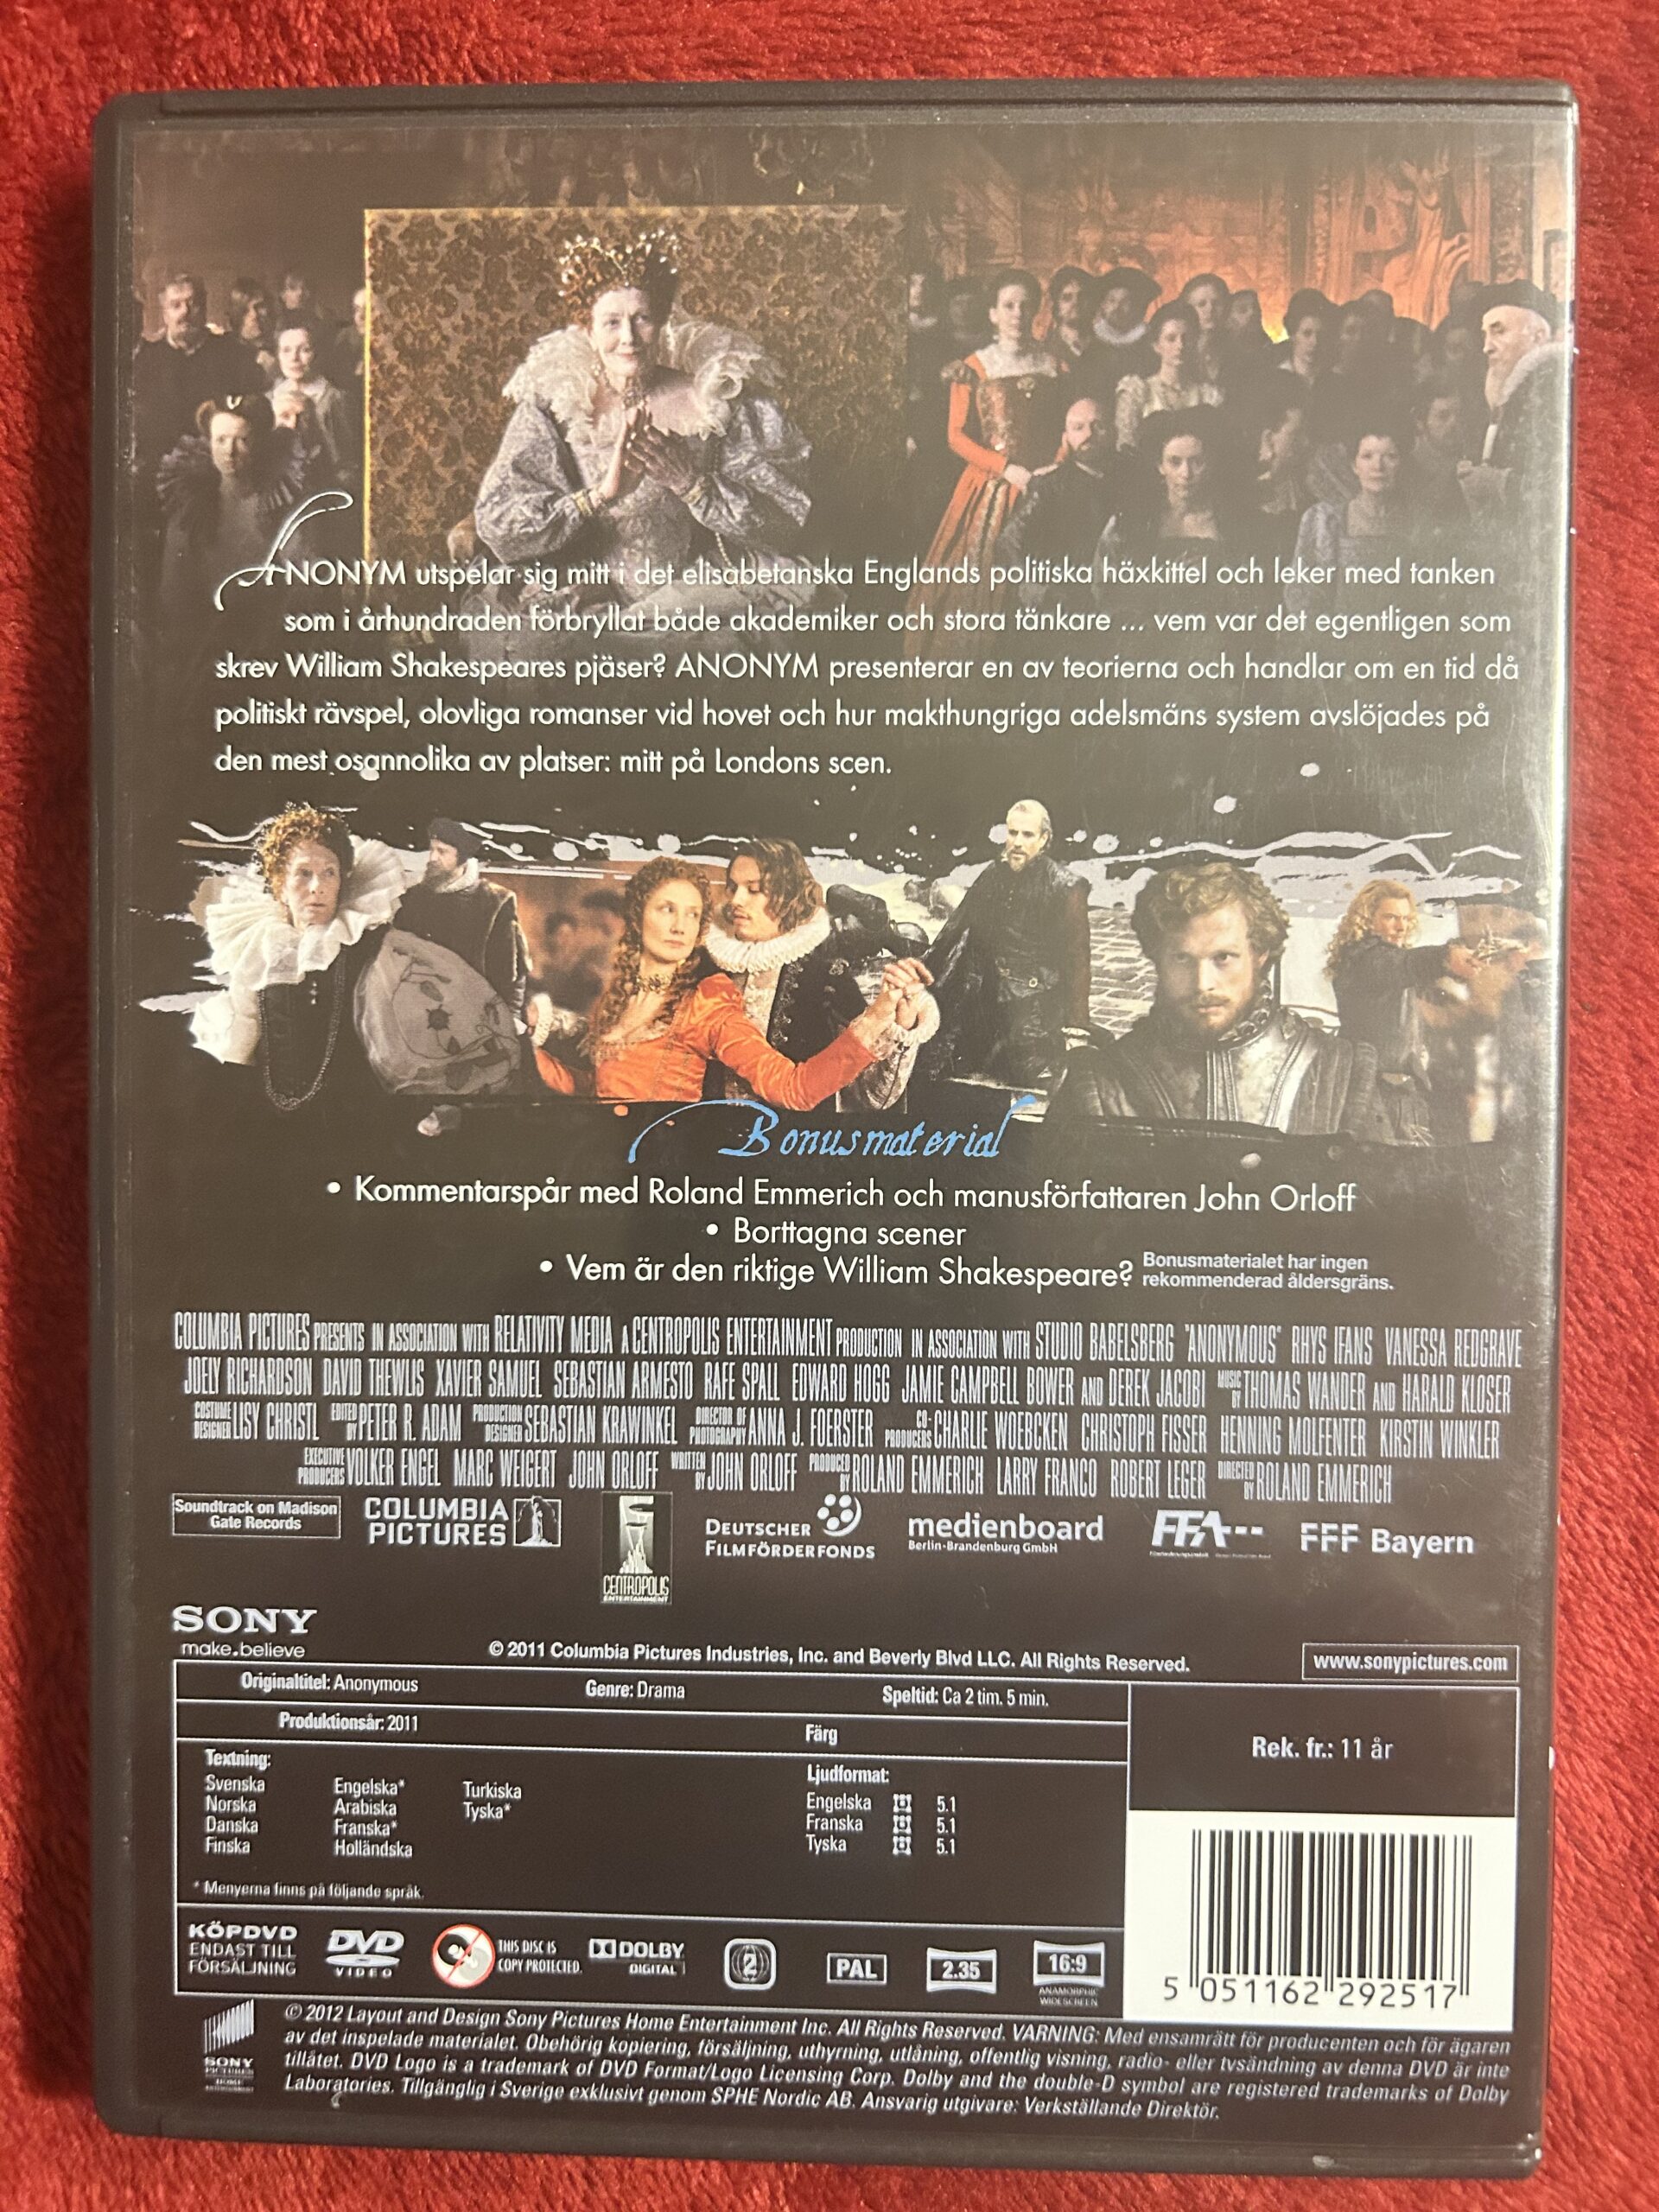 ANONYM utspelar sig mitt i det elisabetanska Englands politiska häxkittel och leker med tanken
som i århundraden förbryllat både akademiker och stora tänkare ... vem var det egentligen som
skrev William Shakespeares pjäser? ANONYM presenterar en av teorierna och handlar om en tid då
politiskt rävspel, olovliga romanser vid hovet och hur makthungriga adelsmäns system avslöjades på
den mest osannolika av platser: mitt på Londons scen.
Bonusmaterial
• Kommentarspår med Roland Emmerich och manusförfattaren John Orloff
• Borttagna scener
• Vem är den riktige William Shakespeare? Bonusmaterialet har ingen
rekommenderad åldersgräns.
COLUMBIA PICTURES PRESENTS IN ASSOCIATION WITH RELATIVITY MEDIA A CENTROPOLIS ENTERTAINMENT PRODUCTION IN ASSOCIATION WITH STUDIO BABELSBERG "ANONYMOUS" RHYS IFANS VANESSA REDGRAVE
JOELY RICHARDSON DAVID THEWLIS XAVIER SAMUEL SEBASTIAN ARMESTO RAFE SPALL EDWARD HOGG JAMIE CAMPBELL BOWER AND DEREK JACOBI MUSIC BY THOMAS WANDER AND HARALD KLOSER
COSTUME DESIGNER LISY CHRISTL EDITED BY PETER R. ADAM PRODUCTION DESIGNER SEBASTIAN KRAWINKEL DIRECTOR OF PHOTOGRAPHY ANNA J. FOERSTER CO-PRODUCERS CHARLIE WOEBCKEN CHRISTOPH FISSER HENNING MOLFENTER KIRSTIN WINKLER
EXECUTIVE PRODUCERS VOLKER ENGEL MARC WEIGERT JOHN ORLOFF WRITTEN BY JOHN ORLOFF PRODUCED BY ROLAND EMMERICH LARRY FRANCO ROBERT LEGER DIRECTED BY ROLAND EMMERICH
Soundtrack on Madison
Gate Records
COLUMBIA
PICTURES
CENTROPOLIS
ENTERTAINMENT
DEUTSCHER
FILMFÖRDERFONDS
medienboard
Berlin-Brandenburg GmbH
FFA
FFF Bayern
SONY
make.believe
© 2011 Columbia Pictures Industries, Inc. and Beverly Blvd LLC. All Rights Reserved.
www.sonypictures.com
Originaltitel: Anonymous Genre: Drama Speltid: Ca 2 tim. 5 min.
Produktionsår: 2011 Färg
Rek. fr.: 11 år
Textning:
Svenska Engelska* Turkiska
Norska Arabiska Tyska*
Danska Franska*
Finska Holländska
* Menyerna finns på följande språk.
Ljudformat:
Engelska 5.1
Franska 5.1
Tyska 5.1
KÖPDVD
ENDAST TILL
FÖRSÄLJNING
DVD
VIDEO
THIS DISC IS
COPY PROTECTED.
DOLBY
DIGITAL
2
PAL
2.35
16:9
ANAMORPHIC
WIDESCREEN
5 051162 292517
SONY
PICTURES
HOME
ENTERTAINMENT
© 2012 Layout and Design Sony Pictures Home Entertainment Inc. All Rights Reserved. VARNING: Med ensamrätt för producenten och för ägaren
av det inspelade materialet. Obehörig kopiering, försäljning, uthyrning, utlåning, offentlig visning, radio- eller tvsändning av denna DVD är inte
tillåtet. DVD Logo is a trademark of DVD Format/Logo Licensing Corp. Dolby and the double-D symbol are registered trademarks of Dolby
Laboratories. Tillgänglig i Sverige exklusivt genom SPHE Nordic AB. Ansvarig utgivare: Verkställande Direktör.